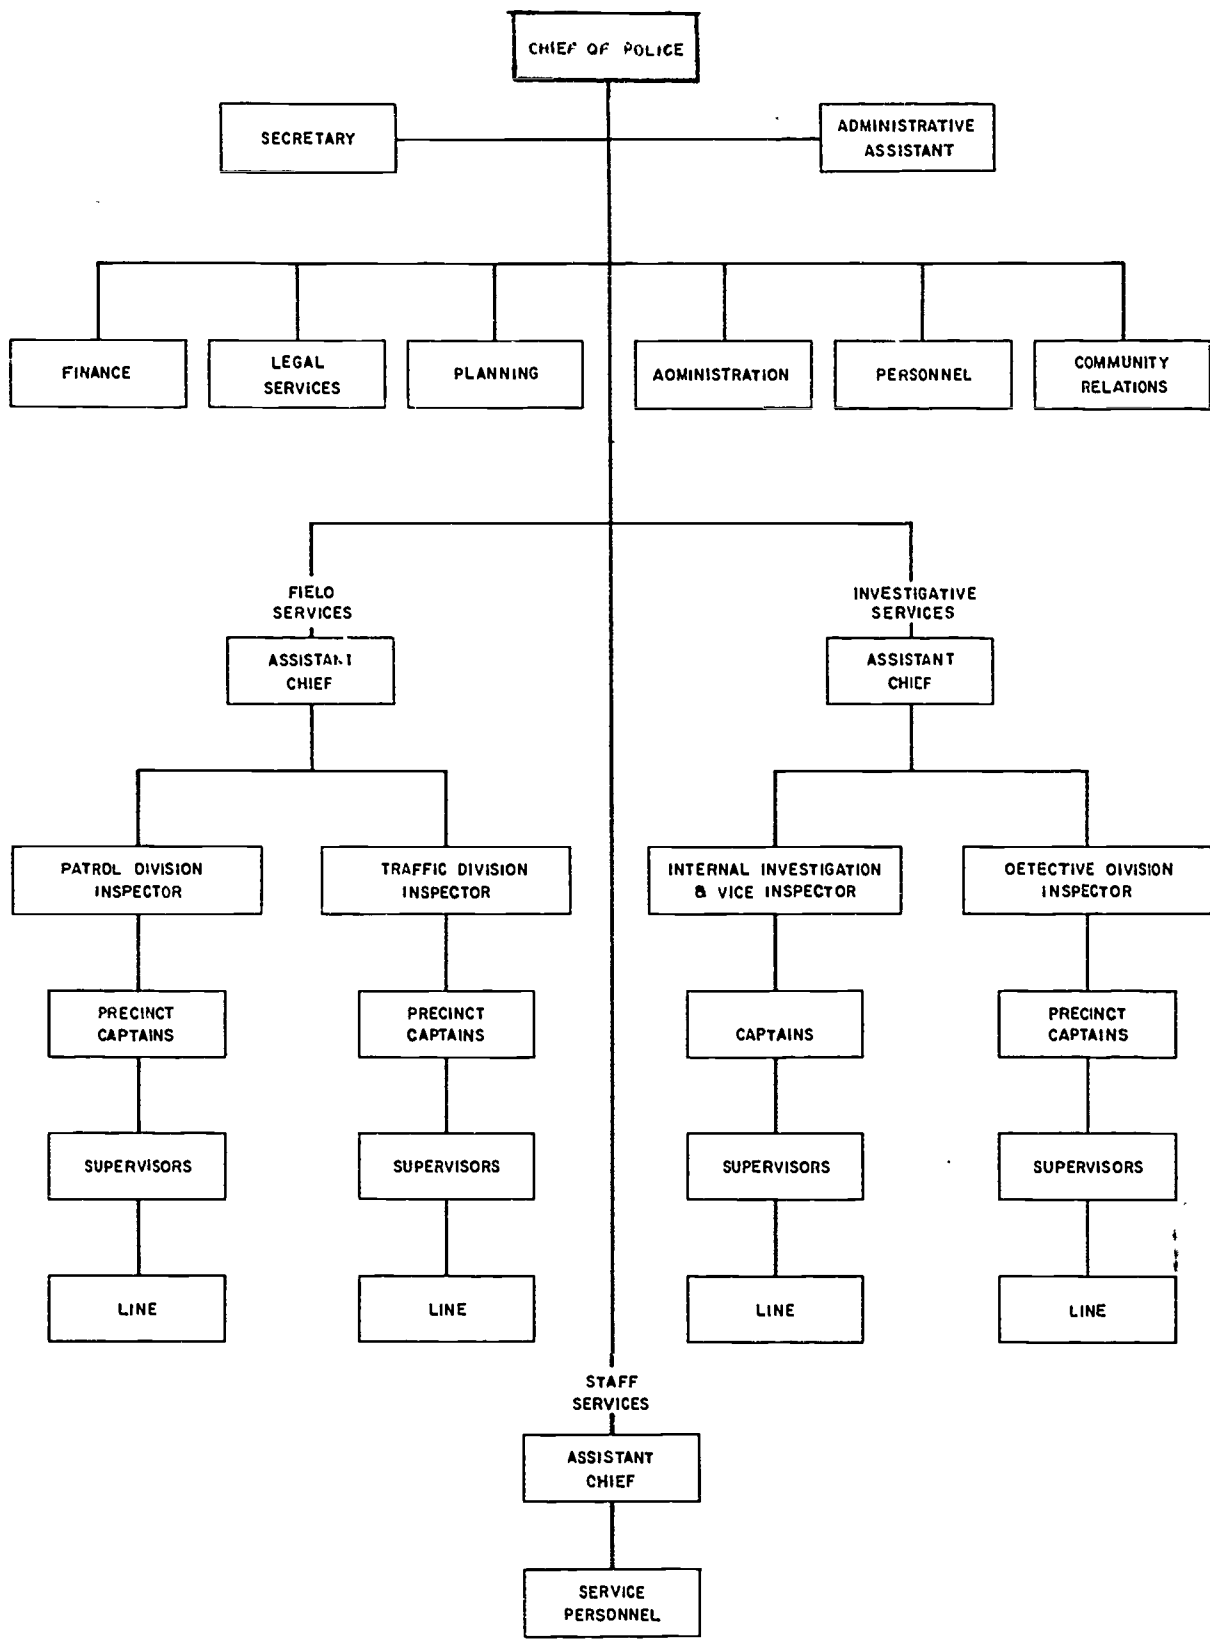 CHIEF OF POLICE
SECRETARY
ADMINISTRATIVE
ASSISTANT
FINANCE
LEGAL
SERVICES
PLANNING
ADMINISTRATION
PERSONNEL
COMMUNITY
RELATIONS
FIELD
SERVICES
ASSISTANT
CHIEF
INVESTIGATIVE
SERVICES
ASSISTANT
CHIEF
PATROL DIVISION
INSPECTOR
TRAFFIC DIVISION
INSPECTOR
INTERNAL INVESTIGATION
& VICE INSPECTOR
DETECTIVE DIVISION
INSPECTOR
PRECINCT
CAPTAINS
PRECINCT
CAPTAINS
CAPTAINS
PRECINCT
CAPTAINS
SUPERVISORS
SUPERVISORS
SUPERVISORS
SUPERVISORS
LINE
LINE
LINE
LINE
STAFF
SERVICES
ASSISTANT
CHIEF
SERVICE
PERSONNEL